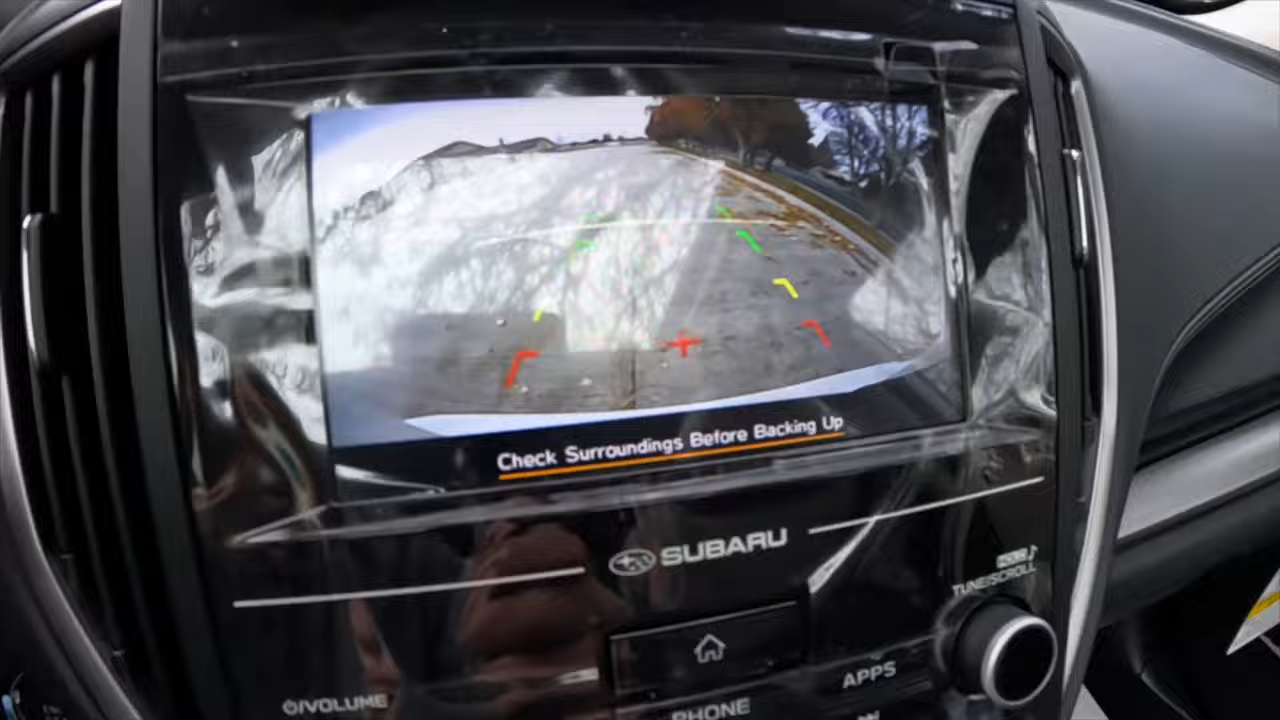 Check Surroundings Before Backing Up
SUBARU
TUNE/SCROLL
APPS
VOLUME
PHONE